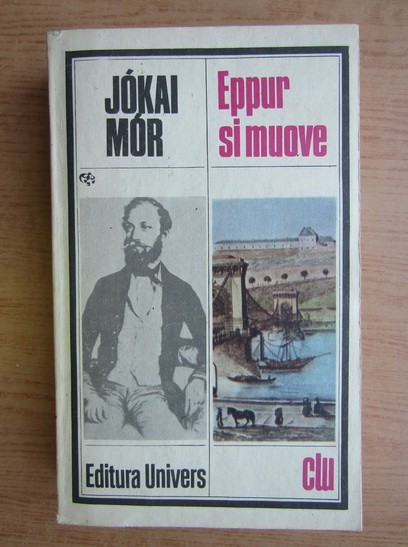 JÓKAI
MÓR
Eppur
si muove
Editura Univers
clu